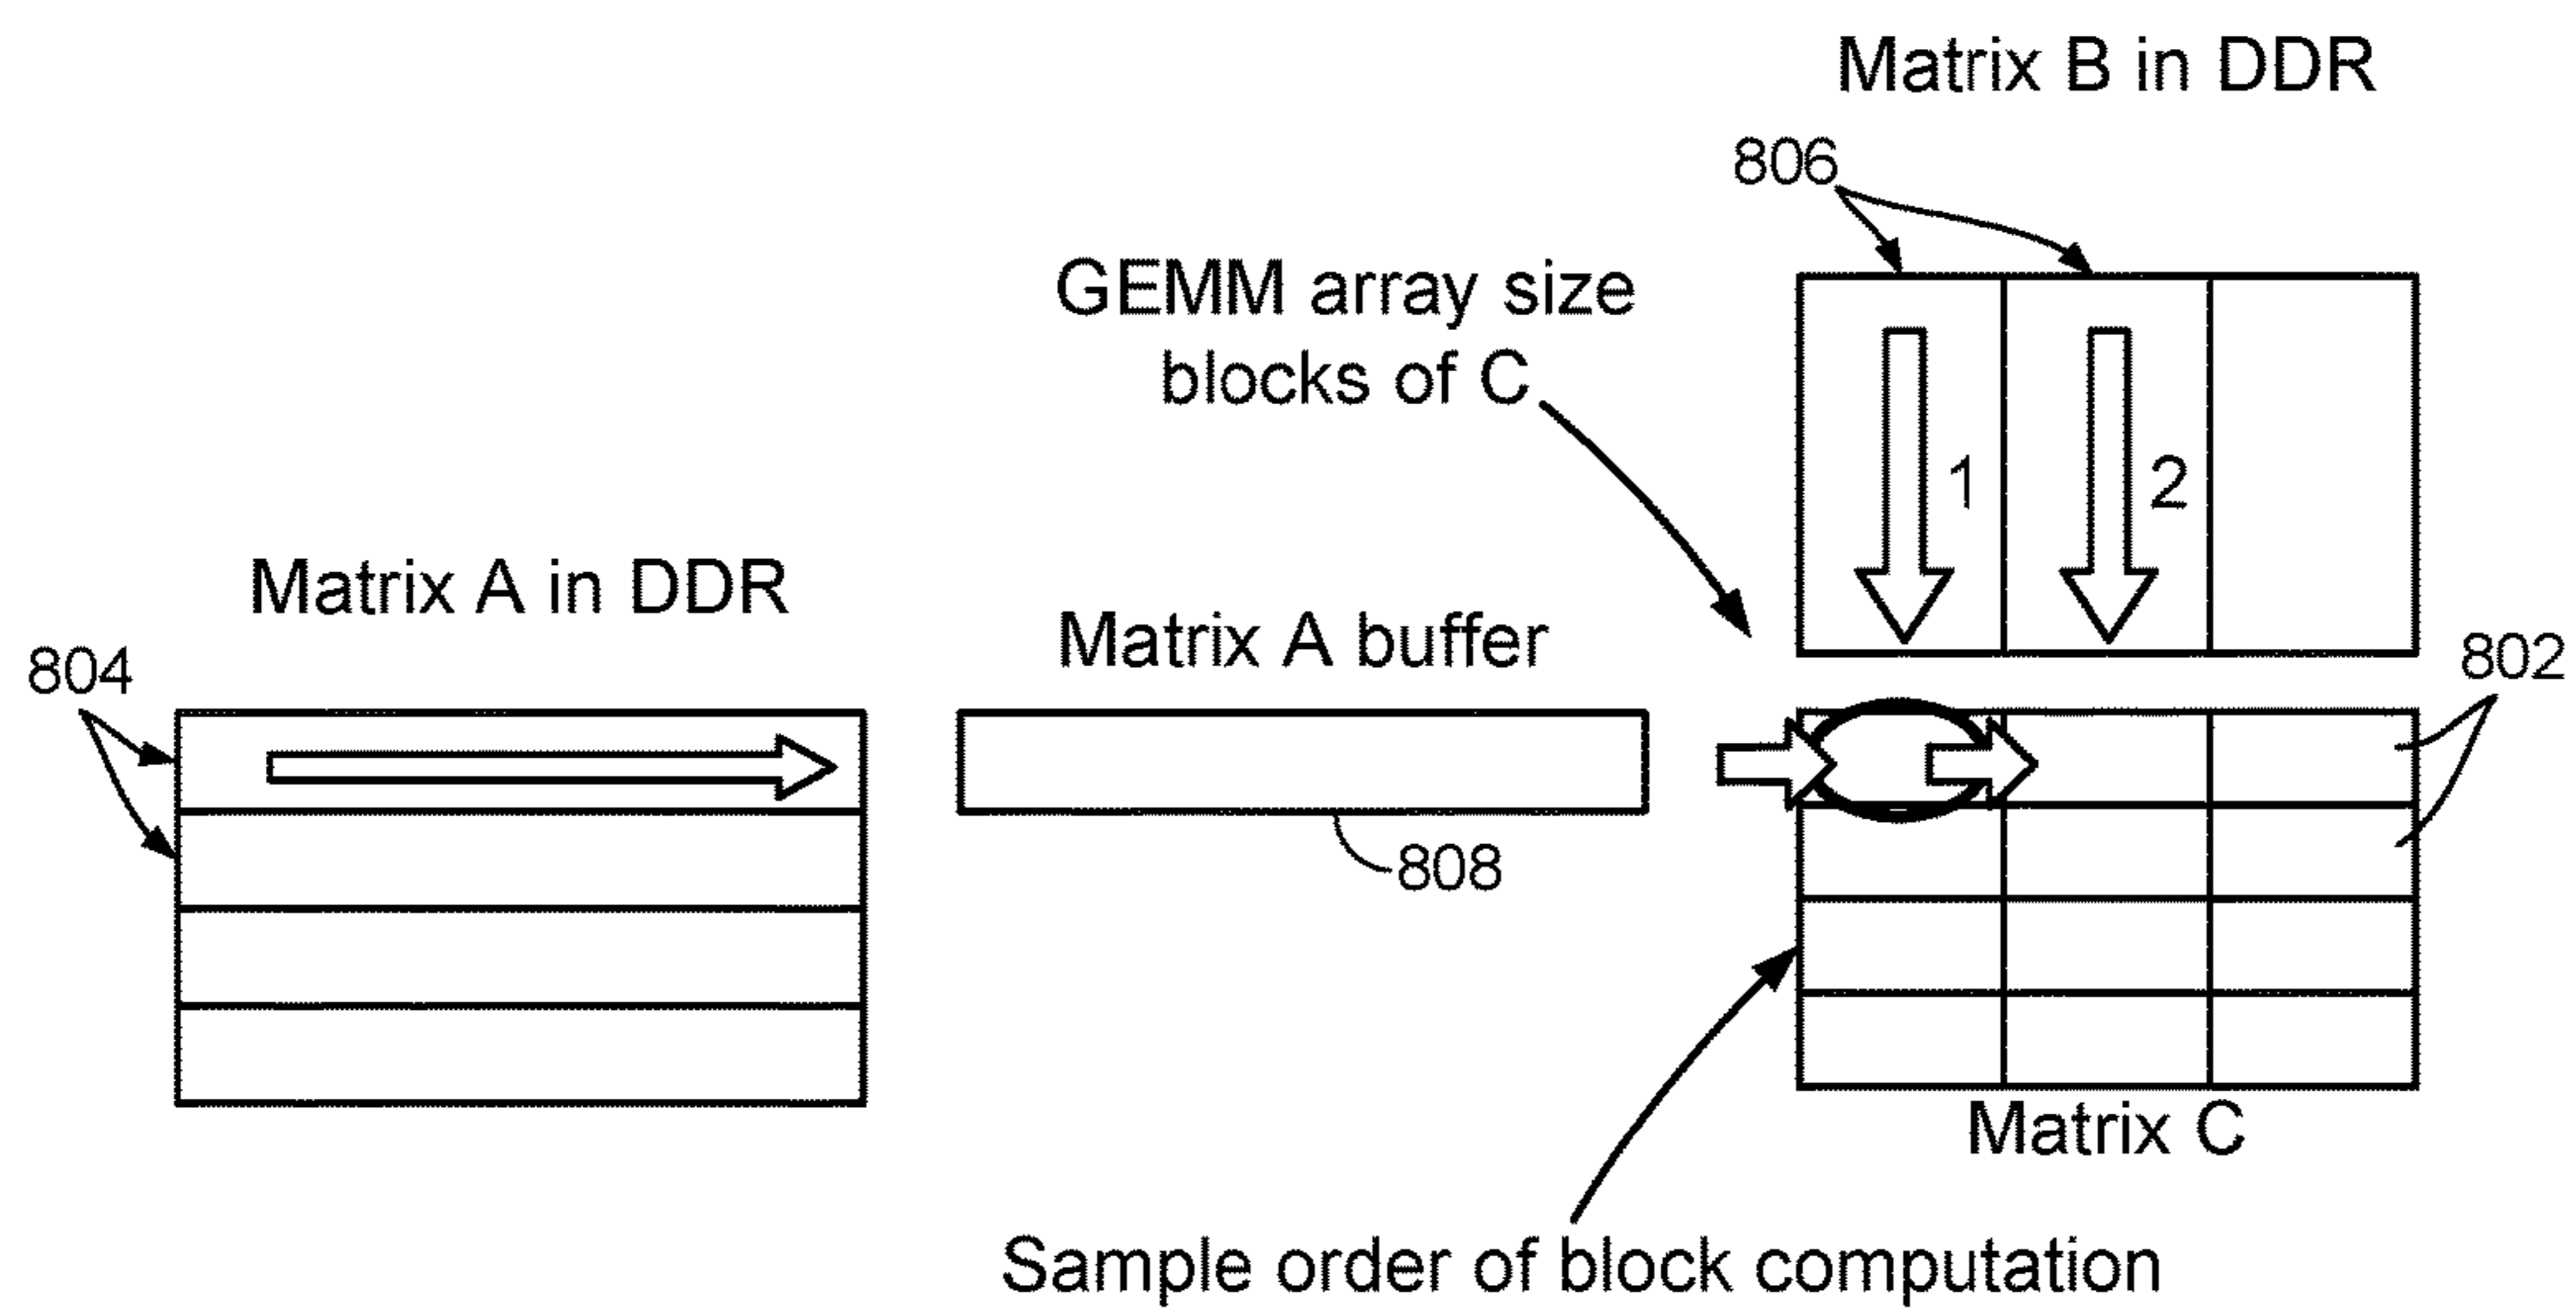 Matrix B in DDR
806
GEMM array size
blocks of C
1
2
Matrix A in DDR
Matrix A buffer
804
802
808
Matrix C
Sample order of block computation